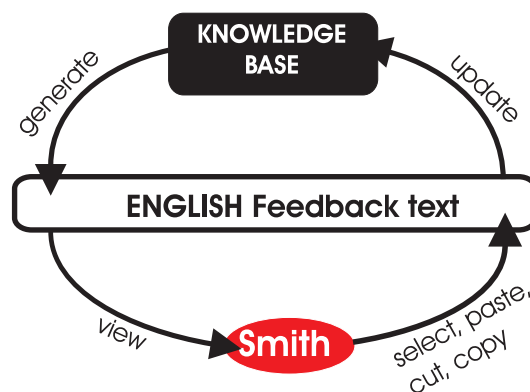 KNOWLEDGE
BASE
generate
update
ENGLISH Feedback text
view
Smith
select, paste,
cut, copy